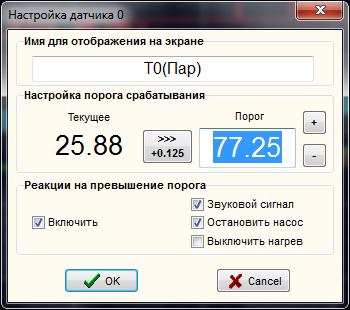 Настройка датчика 0
Имя для отображения на экране
T0(Пар)
Настройка порога срабатывания
Текущее
Порог
25.88
>>>
+0.125
77.25
+
-
Реакции на превышение порога
Включить
Звуковой сигнал
Остановить насос
Выключить нагрев
OK
Cancel